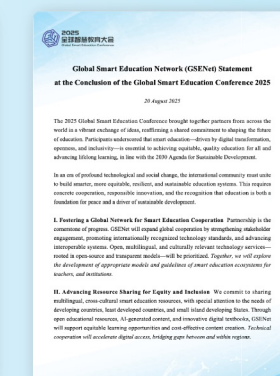 2025
全球智慧教育大会
Global Smart Education Conference
Global Smart Education Network (GSENet) Statement
at the Conclusion of the Global Smart Education Conference 2025
20 August 2025
The 2025 Global Smart Education Conference brought together partners from across the
world in a vibrant exchange of ideas, reaffirming a shared commitment to shaping the future
of education. Participants underscored that smart education—driven by digital transformation,
openness, and inclusivity—is essential to achieving equitable, quality education for all and
advancing lifelong learning, in line with the 2030 Agenda for Sustainable Development.
In an era of profound technological and social change, the international community must unite
to build smarter, more equitable, resilient, and sustainable education systems. This requires
concrete cooperation, responsible innovation, and the recognition that education is both a
foundation for peace and a driver of sustainable development.
I. Fostering a Global Network for Smart Education Cooperation Partnership is the
cornerstone of progress. GSENet will expand global cooperation by strengthening stakeholder
engagement, promoting internationally recognized technology standards, and advancing
interoperable systems. Open, multilingual, and culturally relevant technology services—
rooted in open-source and transparent models—will be prioritized. Together, we will explore
the development of appropriate models and guidelines of smart education ecosystems for
teachers, and institutions.
II. Advancing Resource Sharing for Equity and Inclusion We commit to sharing
multilingual, cross-cultural smart education resources, with special attention to the needs of
developing countries, least developed countries, and small island developing States. Through
open educational resources, AI-generated content, and innovative digital textbooks, GSENet
will support equitable learning opportunities and cost-effective content creation. Technical
cooperation will accelerate digital access, bridging gaps between and within regions.